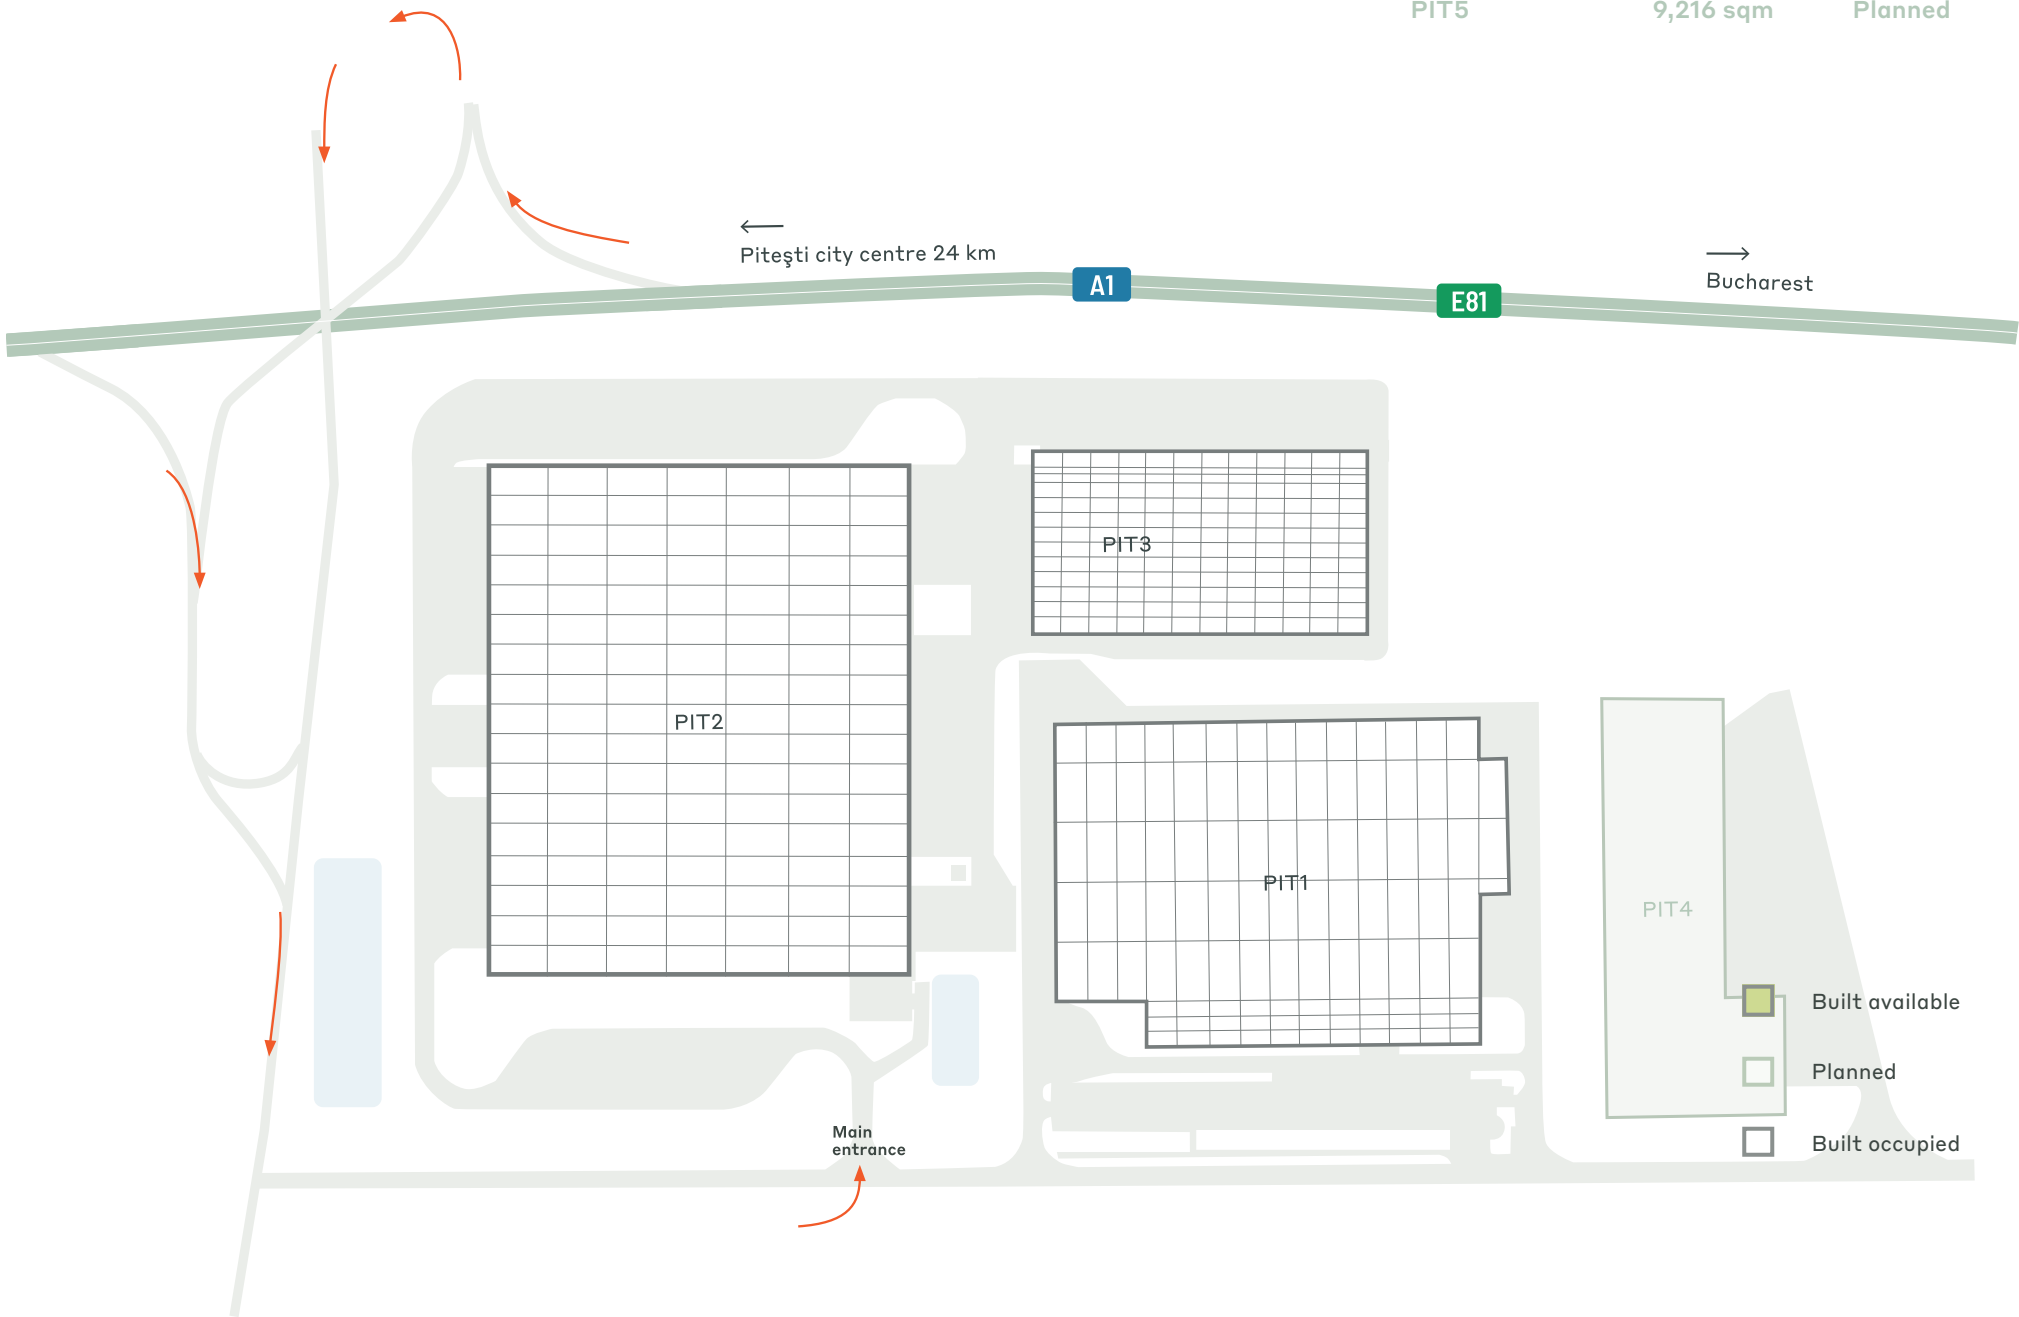 PIT5 9,216 sqm Planned
Piteşti city centre 24 km
A1
E81
Bucharest
PIT3
PIT2
PIT1
PIT4
Built available
Planned
Built occupied
Main
entrance